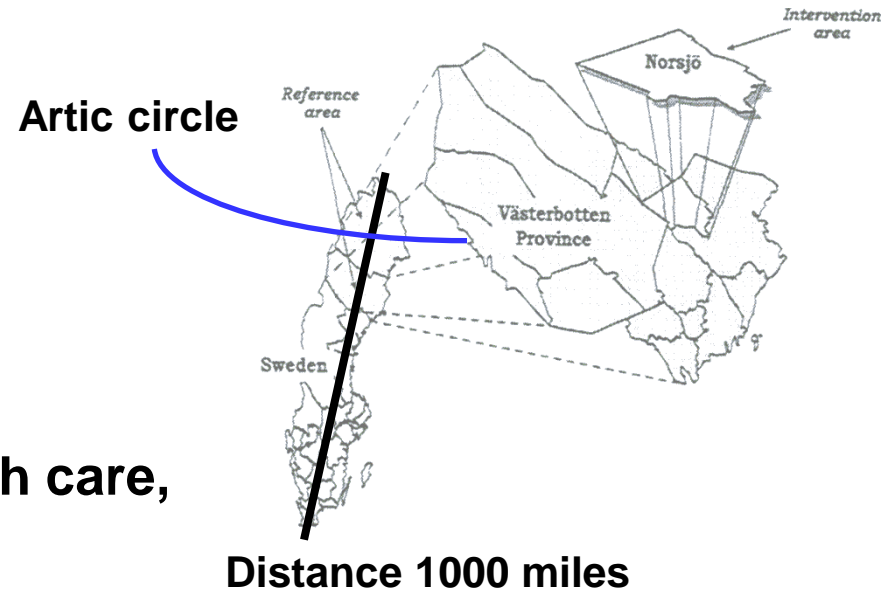 Intervention
area
Norsjö
Reference
area
Artic circle
Västerbotten
Province
Sweden
h care,
Distance 1000 miles